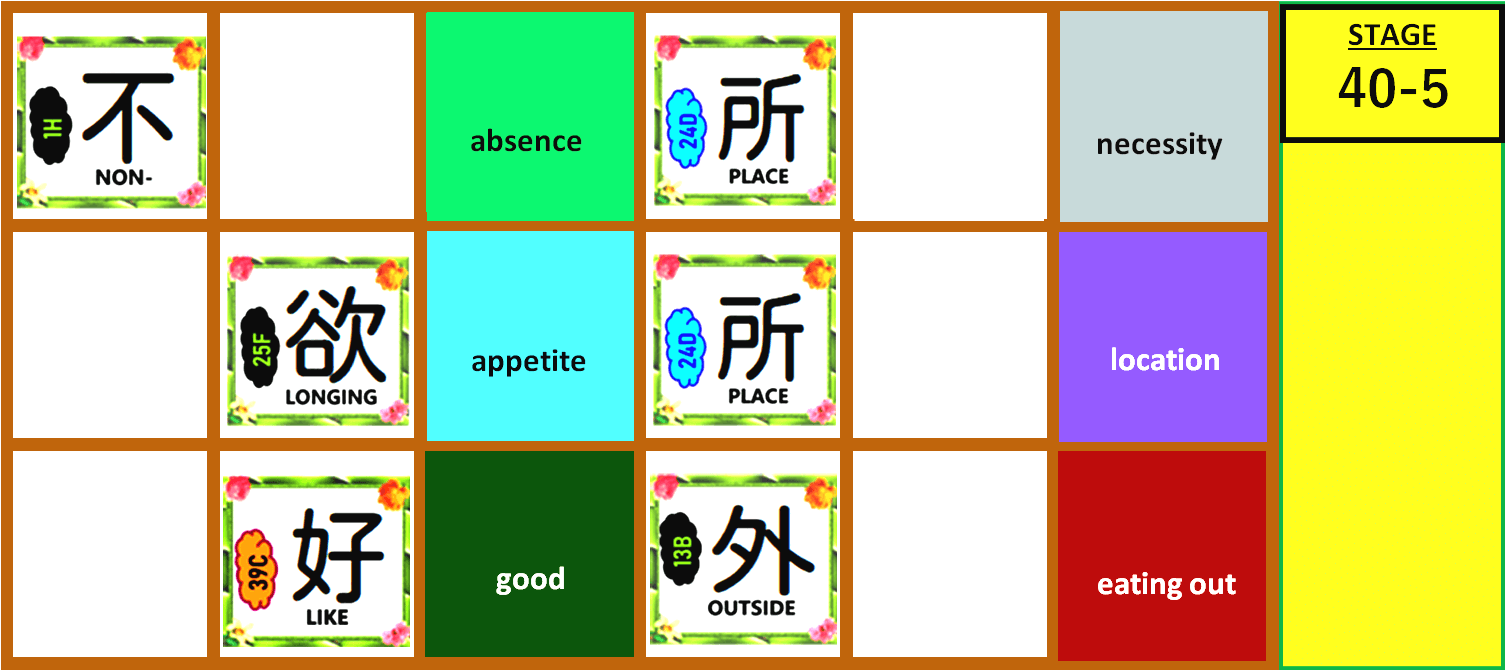 不
1H
NON-
absence
所
24D
PLACE
necessity
STAGE
40-5
欲
25F
LONGING
appetite
所
24D
PLACE
location
好
39C
LIKE
good
外
13B
OUTSIDE
eating out